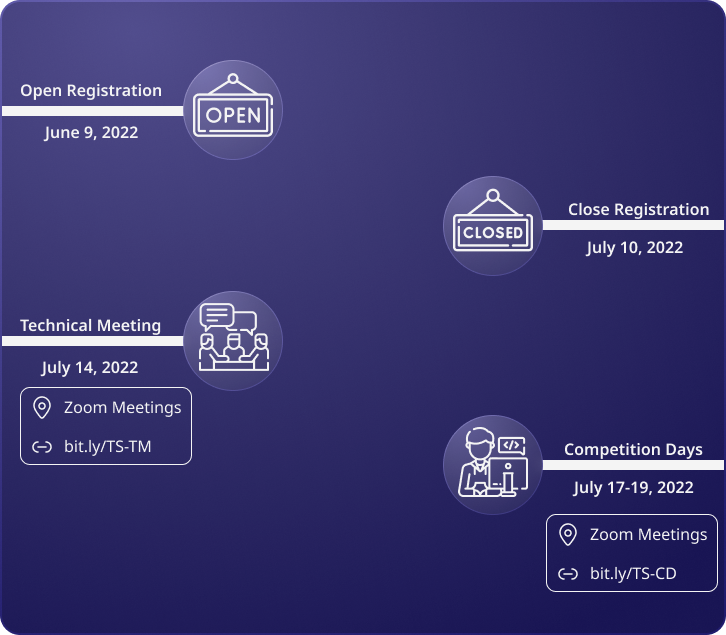 Open Registration
June 9, 2022
OPEN
Close Registration
July 10, 2022
CLOSED
Technical Meeting
July 14, 2022
Zoom Meetings
bit.ly/TS-TM
</>
Competition Days
July 17-19, 2022
Zoom Meetings
bit.ly/TS-CD